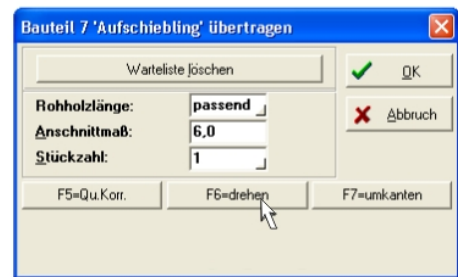 Bauteil 7 'Aufschiebling' übertragen
Warteliste löschen
OK
Rohholzlänge: passend
Abbruch
Anschnittmaß: 6,0
Stückzahl: 1
F5=Qu.Korr. F6=drehen F7=umkanten